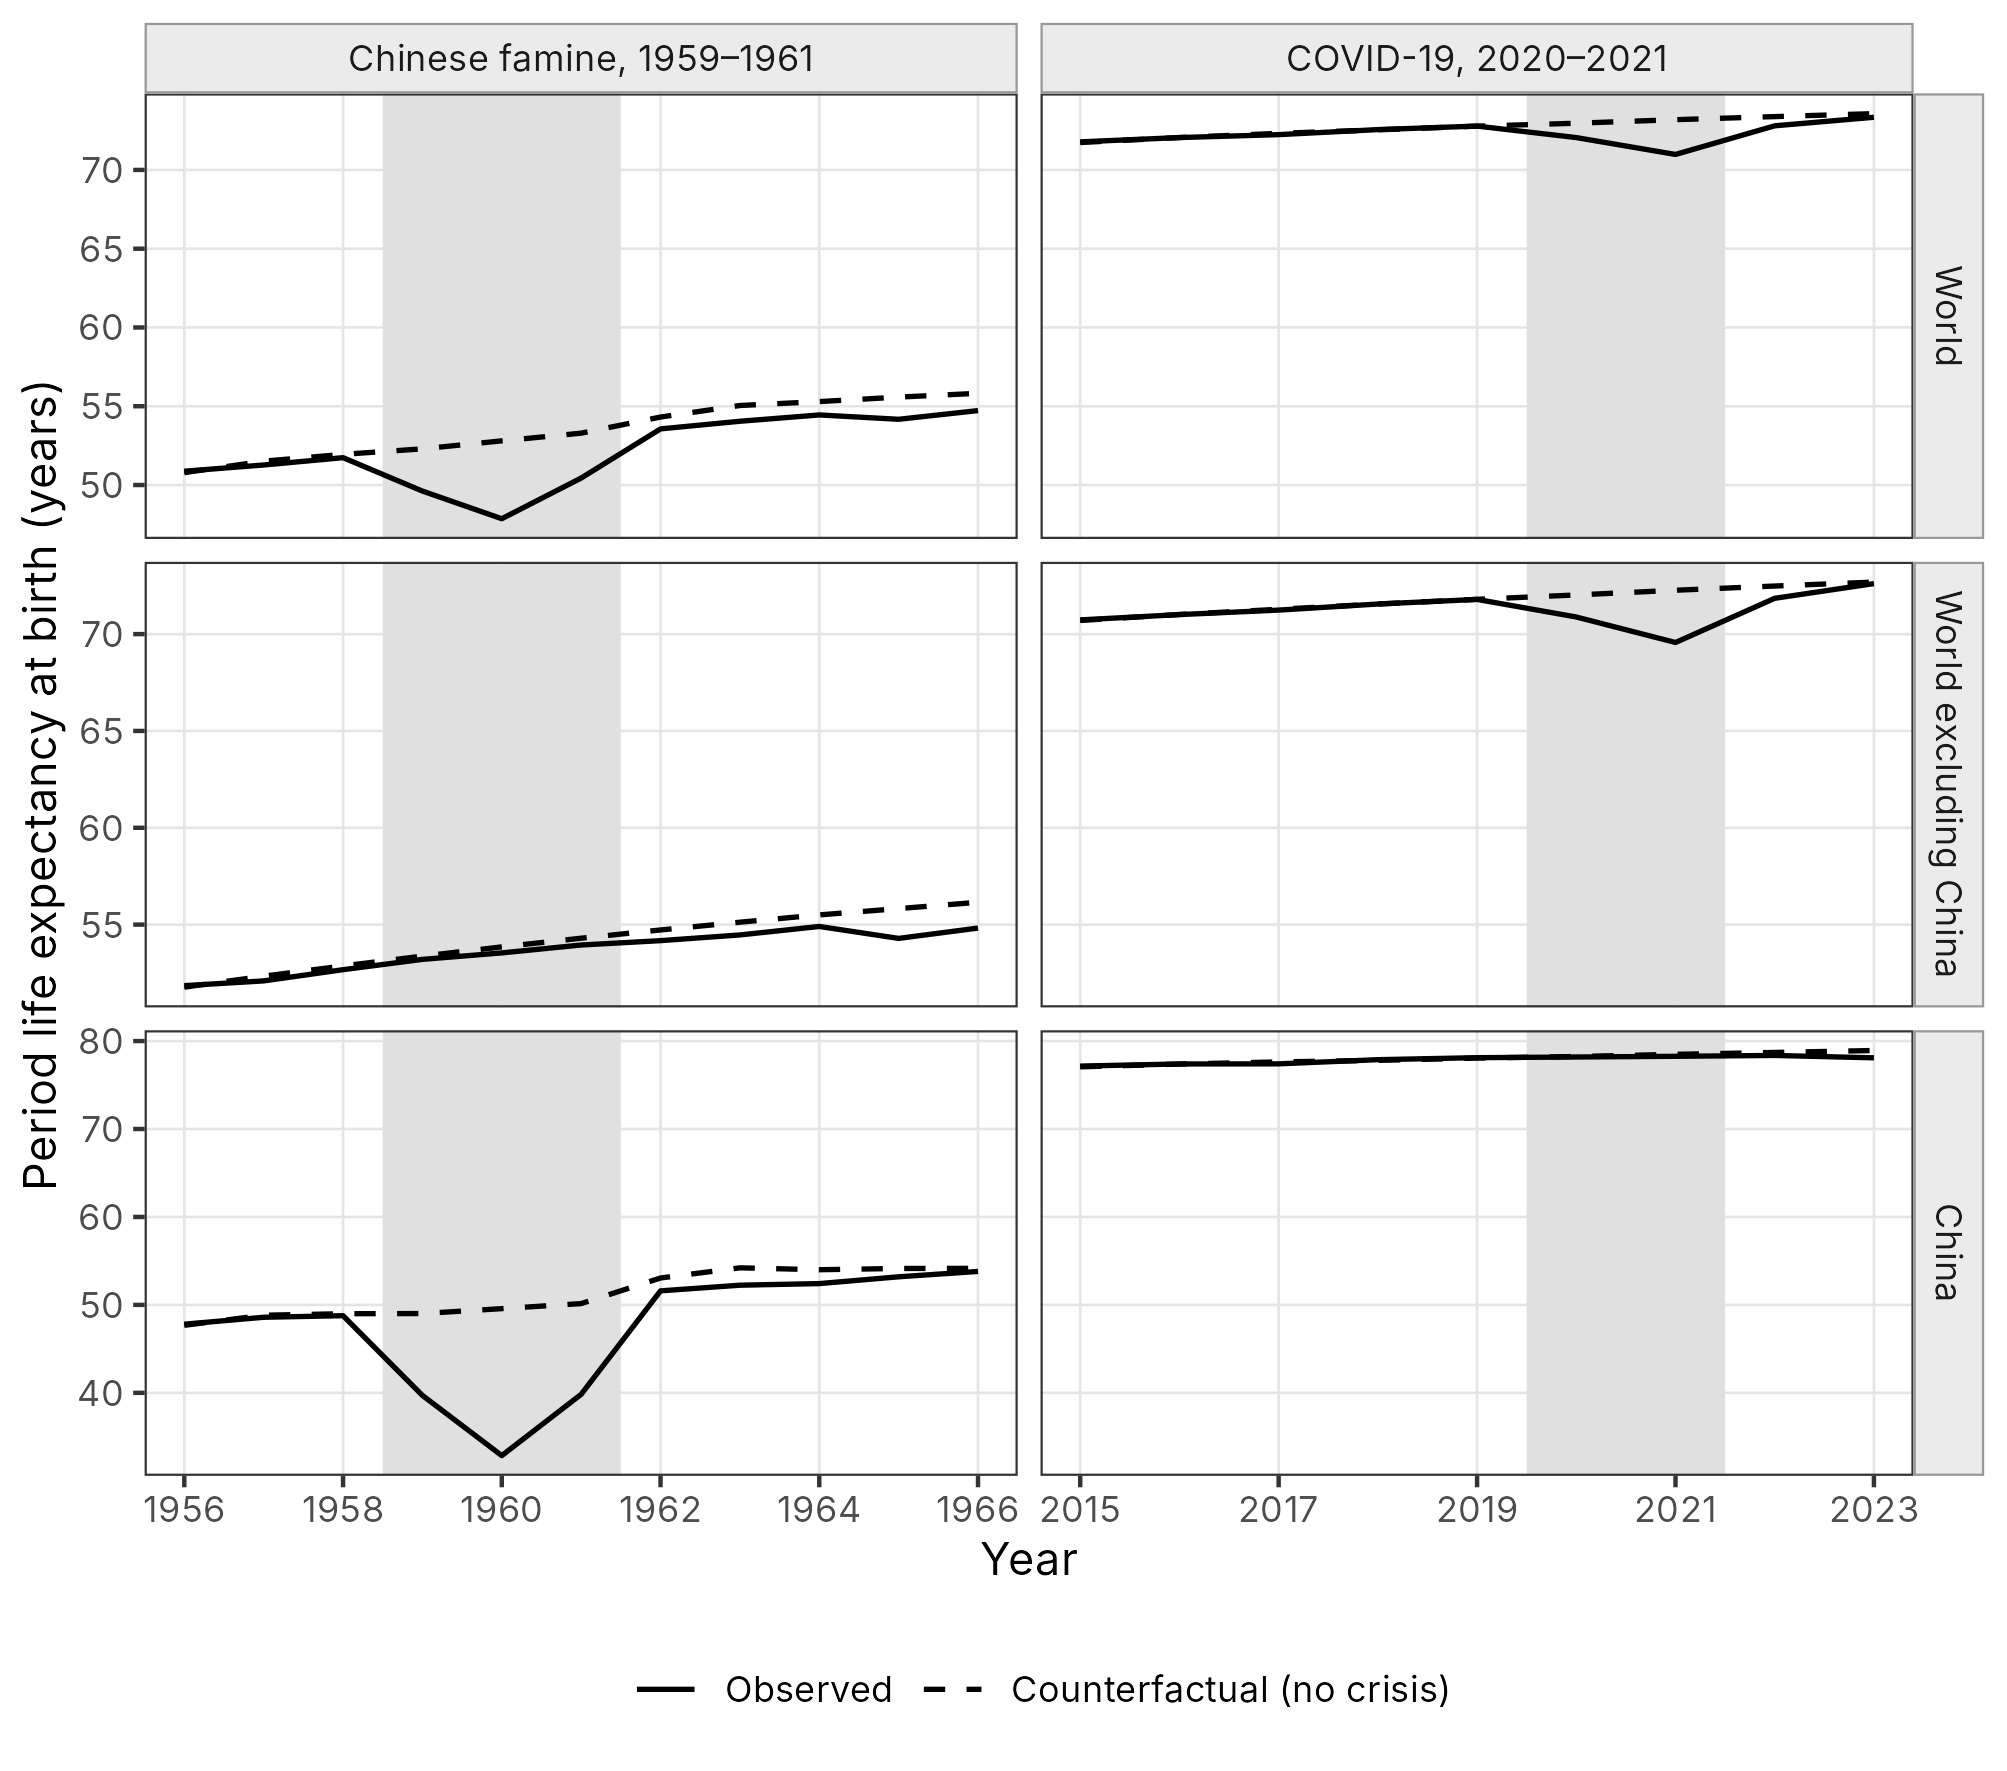 Chinese famine, 1959–1961
COVID-19, 2020–2021
Period life expectancy at birth (years)
70
65
60
55
50
World
70
65
60
55
World excluding China
80
70
60
50
40
China
1956 1958 1960 1962 1964 1966
2015 2017 2019 2021 2023
Year
Observed
Counterfactual (no crisis)